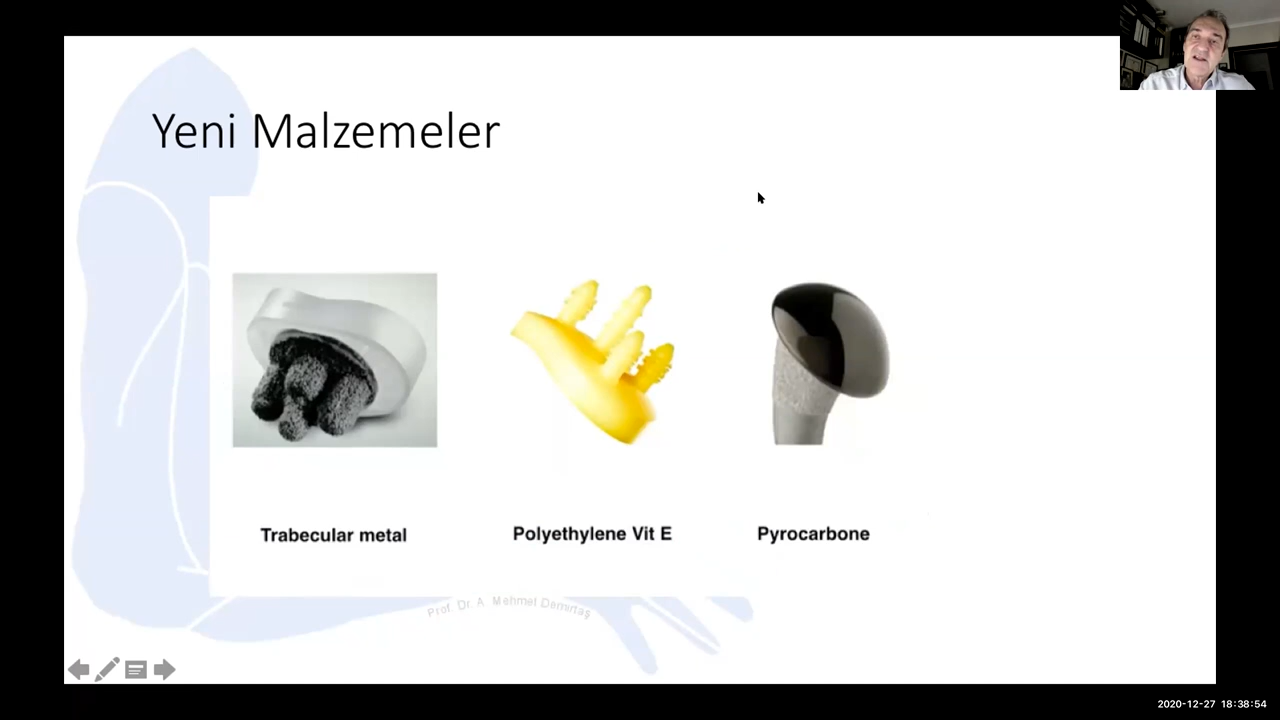 Yeni Malzemeler
Trabecular metal
Polyethylene Vit E
Pyrocarbone
Prof. Dr. A. Mehmet Demirtaş
2020-12-27 18:38:54